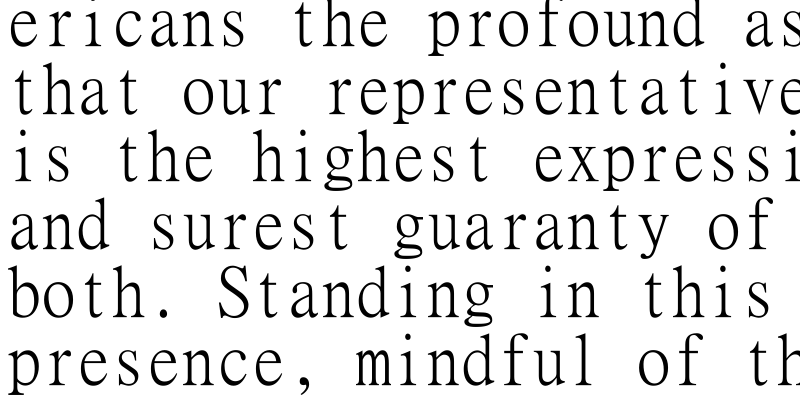 ericans the profound as
that our representative
is the highest expressi
and surest guaranty of
both. Standing in this
presence, mindful of th